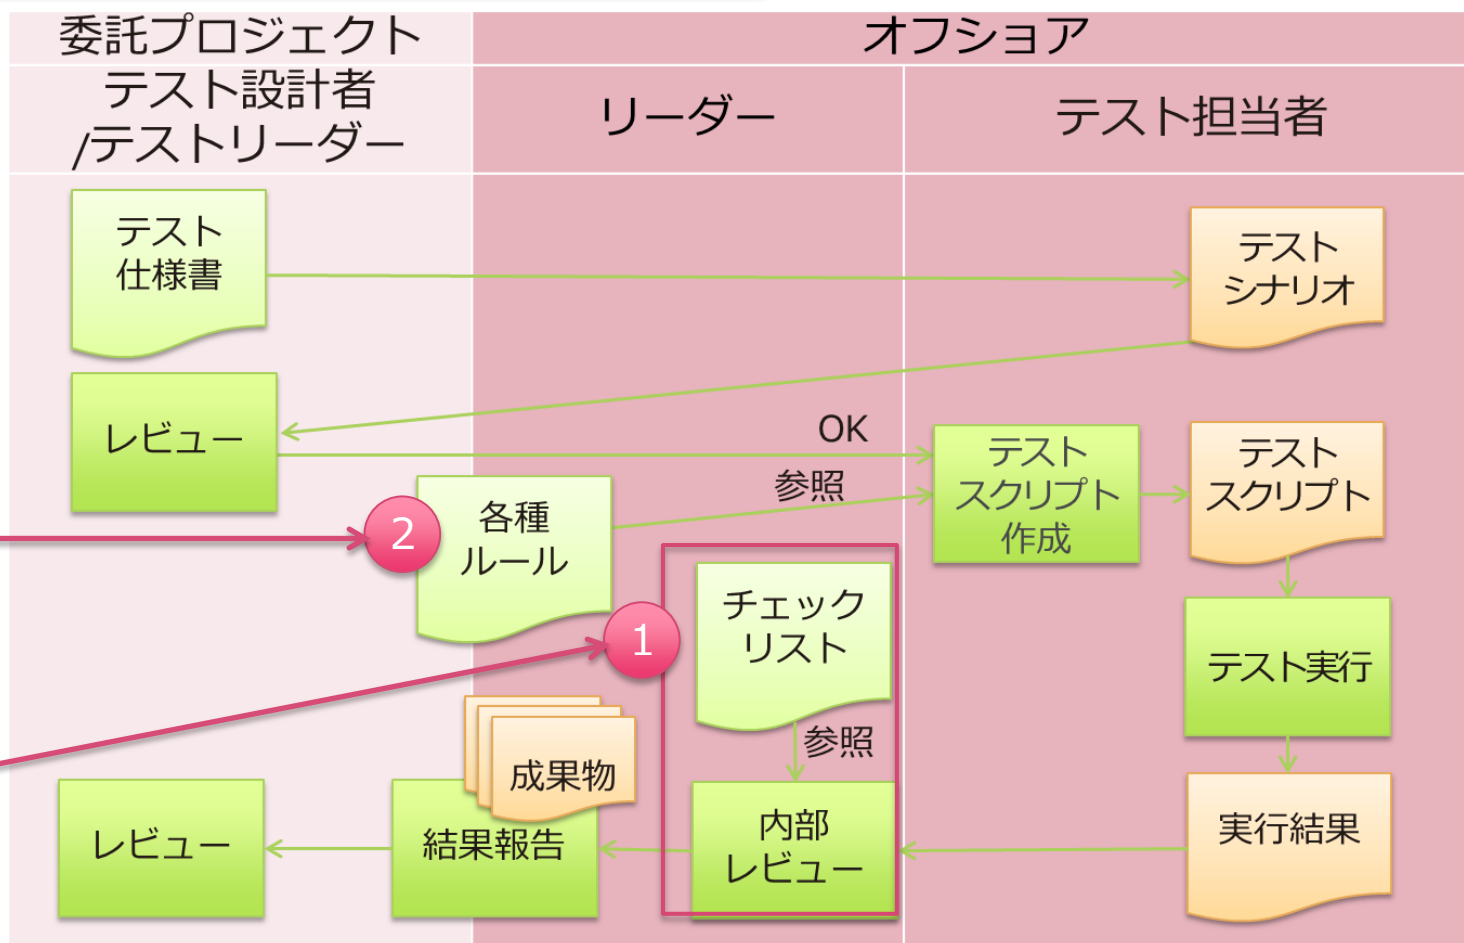 委託プロジェクト
オフショア
テスト設計者
/テストリーダー
リーダー
テスト担当者
テスト
仕様書
テスト
シナリオ
レビュー
OK
参照
テスト
スクリプト
作成
テスト
スクリプト
2
各種
ルール
1
チェック
リスト
参照
テスト実行
成果物
レビュー
結果報告
内部
レビュー
実行結果